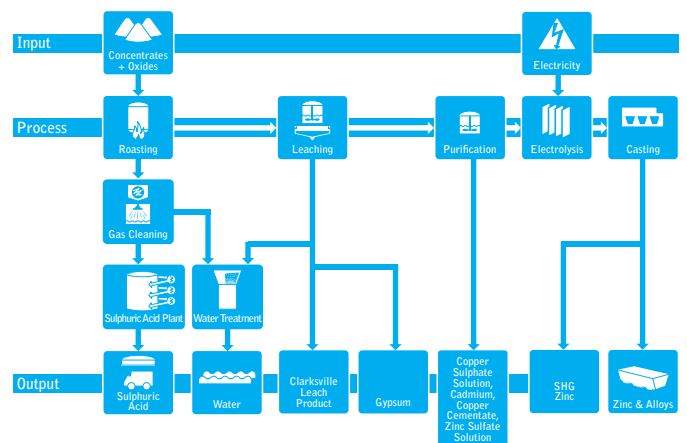 Input
Concentrates
+ Oxides
Electricity
Process
Roasting
Leaching
Purification
Electrolysis
Casting
Gas Cleaning
Sulphuric Acid Plant
Water Treatment
Output
Sulphuric
Acid
Water
Clarksville
Leach
Product
Gypsum
Copper
Sulphate
Solution,
Cadmium,
Copper
Cementate,
Zinc Sulfate
Solution
SHG
Zinc
Zinc & Alloys